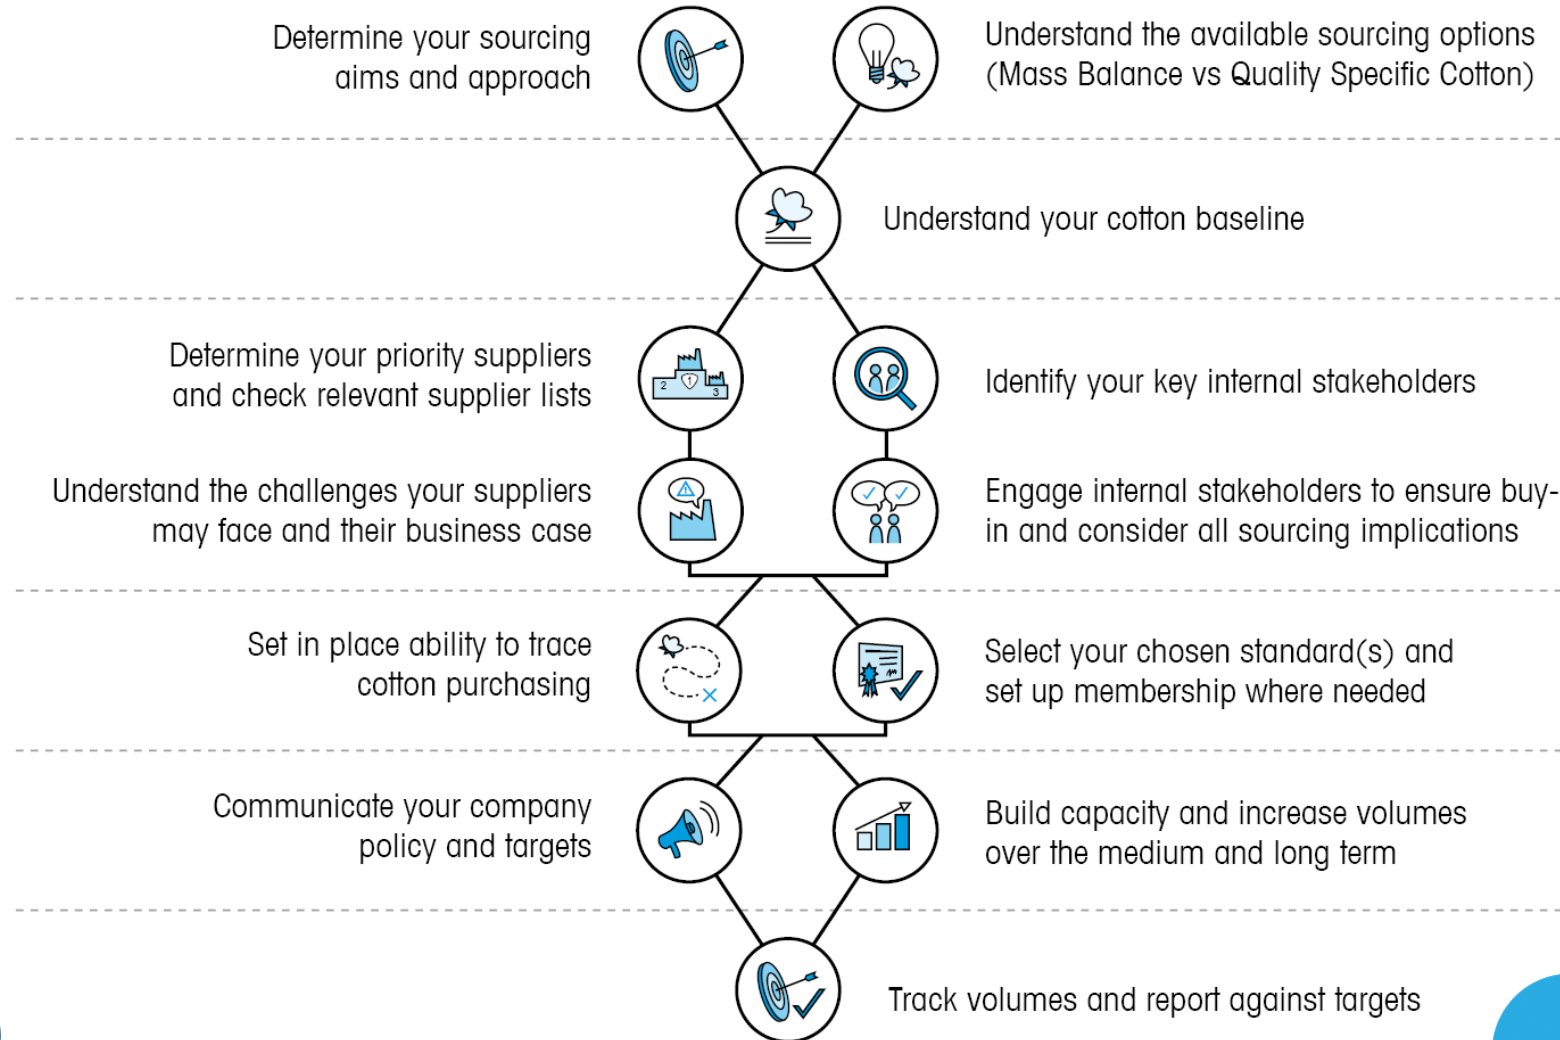 Determine your sourcing
aims and approach
Understand the available sourcing options
(Mass Balance vs Quality Specific Cotton)
Understand your cotton baseline
Determine your priority suppliers
and check relevant supplier lists
2
1
3
Identify your key internal stakeholders
Understand the challenges your suppliers
may face and their business case
Engage internal stakeholders to ensure buy-
in and consider all sourcing implications
Set in place ability to trace
cotton purchasing
Select your chosen standard(s) and
set up membership where needed
Communicate your company
policy and targets
Build capacity and increase volumes
over the medium and long term
Track volumes and report against targets